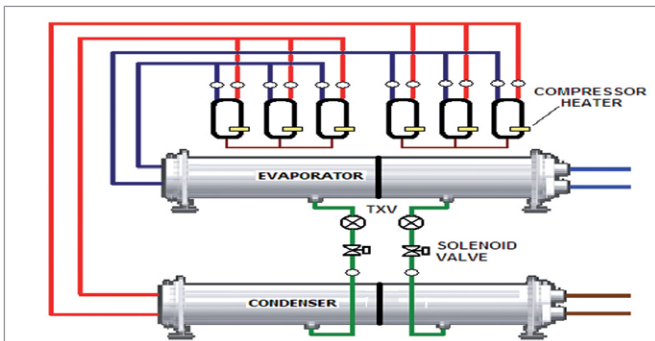 COMPRESSOR
HEATER
EVAPORATOR
TXV
SOLENOID
VALVE
CONDENSER